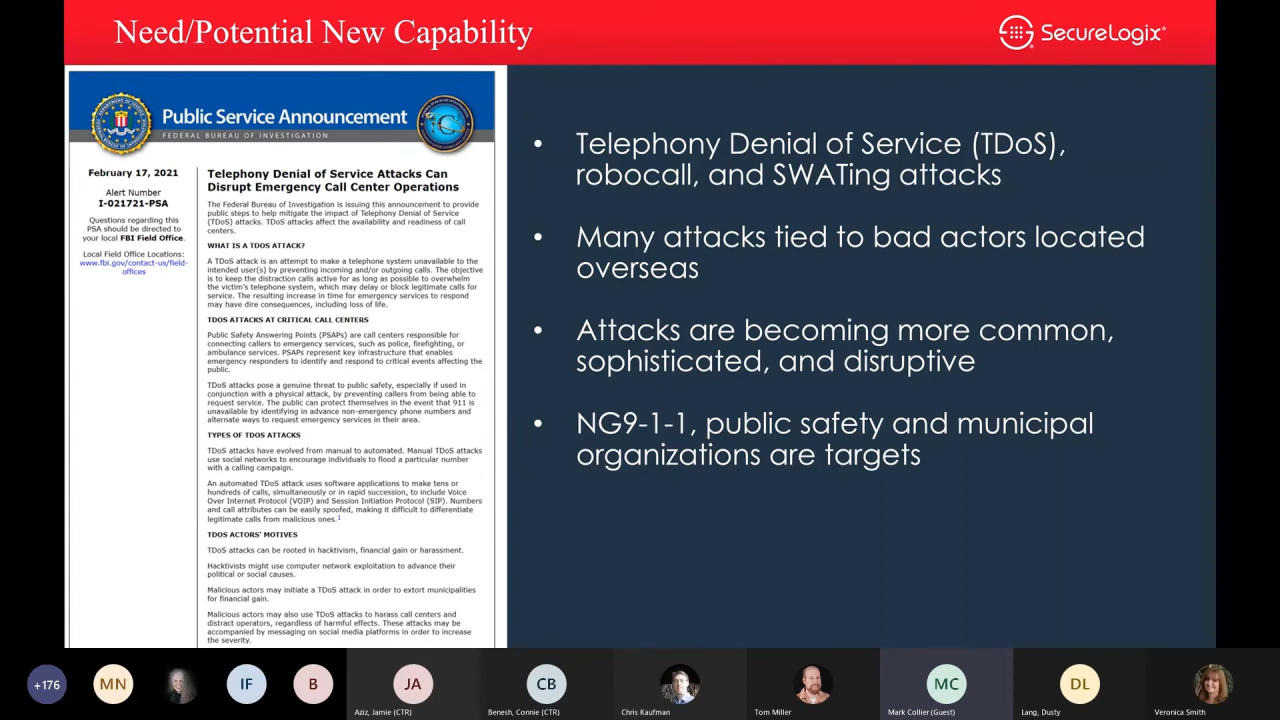 Need/Potential New Capability
SecureLogix
Public Service Announcement
FEDERAL BUREAU OF INVESTIGATION
February 17, 2021
Alert Number
I-021721-PSA
Questions regarding this
PSA should be directed to
your local FBI Field Office.
Local Field Office Locations:
www.fbi.gov/contact-us/field-
offices
Telephony Denial of Service Attacks Can
Disrupt Emergency Call Center Operations
The Federal Bureau of Investigation is issuing this announcement to provide
public steps to help mitigate the impact of Telephony Denial of Service
(TDoS) attacks. TDoS attacks affect the availability and readiness of call
centers.
WHAT IS A TDOS ATTACK?
A TDoS attack is an attempt to make a telephone system unavailable to the
intended user(s) by preventing incoming and/or outgoing calls. The objective
is to keep the distraction calls active for as long as possible to overwhelm
the victim's telephone system, which may delay or block legitimate calls for
service. The resulting increase in time for emergency services to respond
may have dire consequences, including loss of life.
TDOS ATTACKS AT CRITICAL CALL CENTERS
Public Safety Answering Points (PSAPs) are call centers responsible for
connecting callers to emergency services, such as police, firefighting, or
ambulance services. PSAPs represent key infrastructure that enables
emergency responders to identify and respond to critical events affecting the
public.
TDoS attacks pose a genuine threat to public safety, especially if used in
conjunction with a physical attack, by preventing callers from being able to
request service. The public can protect themselves in the event that 911 is
unavailable by identifying in advance non-emergency phone numbers and
alternate ways to request emergency services in their area.
TYPES OF TDOS ATTACKS
TDoS attacks have evolved from manual to automated. Manual TDoS attacks
use social networks to encourage individuals to flood a particular number
with a calling campaign.
An automated TDoS attack uses software applications to make tens or
hundreds of calls, simultaneously or in rapid succession, to include Voice
Over Internet Protocol (VOIP) and Session Initiation Protocol (SIP). Numbers
and call attributes can be easily spoofed, making it difficult to differentiate
legitimate calls from malicious ones.1
TDOS ACTORS' MOTIVES
TDoS attacks can be rooted in hacktivism, financial gain or harassment.
Hacktivists might use computer network exploitation to advance their
political or social causes.
Malicious actors may initiate a TDoS attack in order to extort municipalities
for financial gain.
Malicious actors may also use TDoS attacks to harass call centers and
distract operators, regardless of harmful effects. These attacks may be
accompanied by messaging on social media platforms in order to increase
the severity.
• Telephony Denial of Service (TDoS),
robocall, and SWATing attacks
• Many attacks tied to bad actors located
overseas
• Attacks are becoming more common,
sophisticated, and disruptive
• NG9-1-1, public safety and municipal
organizations are targets
+176
MN
IF
B
JA
CB
MC
DL
Aziz, Jamie (CTR)
Benesh, Connie (CTR)
Chris Kaufman
Tom Miller
Mark Collier (Guest)
Lang, Dusty
Veronica Smith